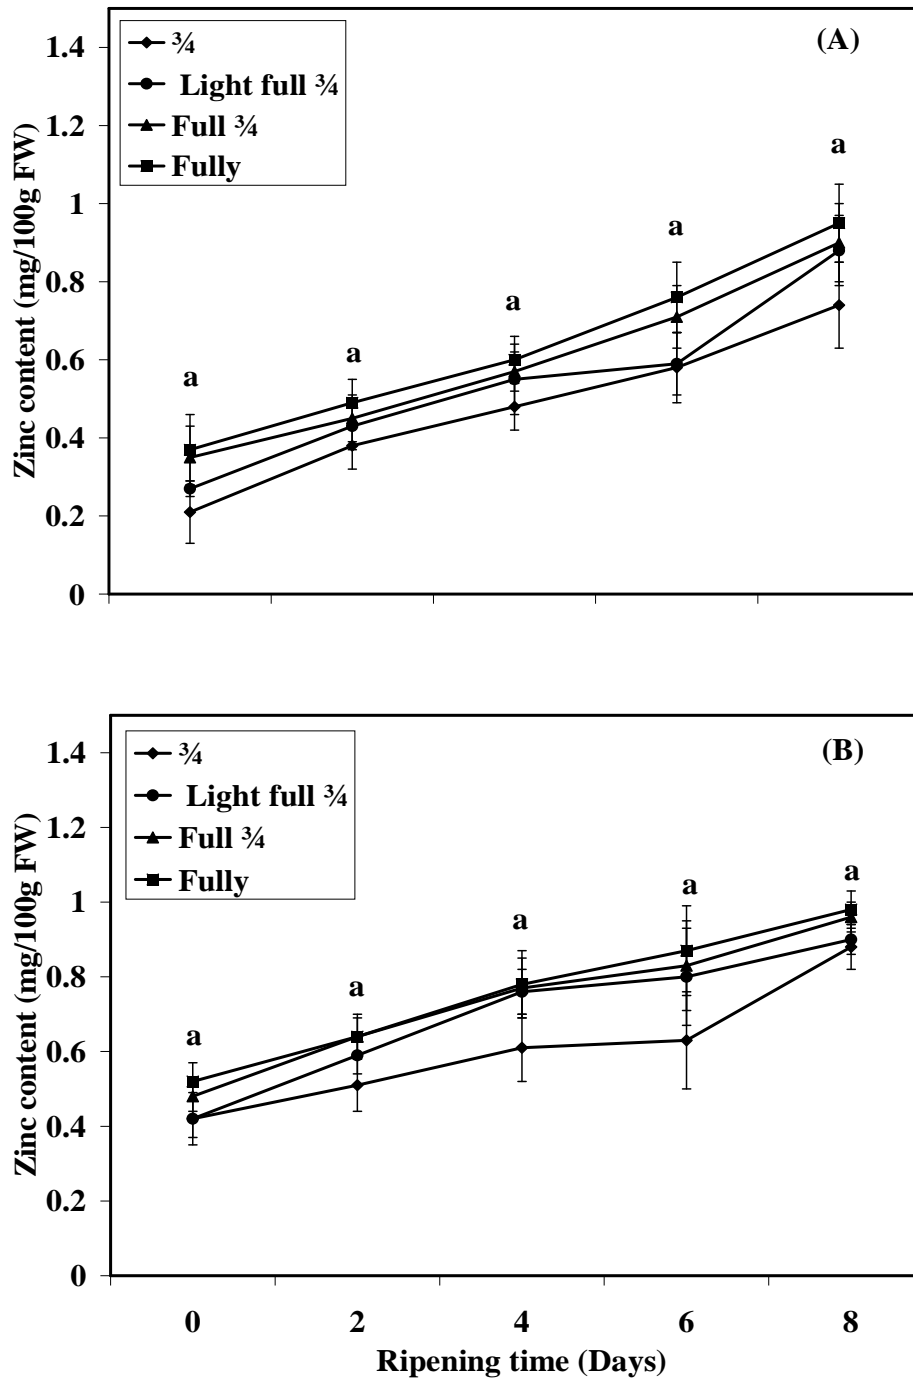 (A)
¾
Light full ¾
Full ¾
Fully
1.4
1.2
1
0.8
0.6
0.4
0.2
0
Zinc content (mg/100g FW)
a
a
a
a
a
(B)
¾
Light full ¾
Full ¾
Fully
1.4
1.2
1
0.8
0.6
0.4
0.2
0
Zinc content (mg/100g FW)
a
a
a
a
a
0 2 4 6 8
Ripening time (Days)